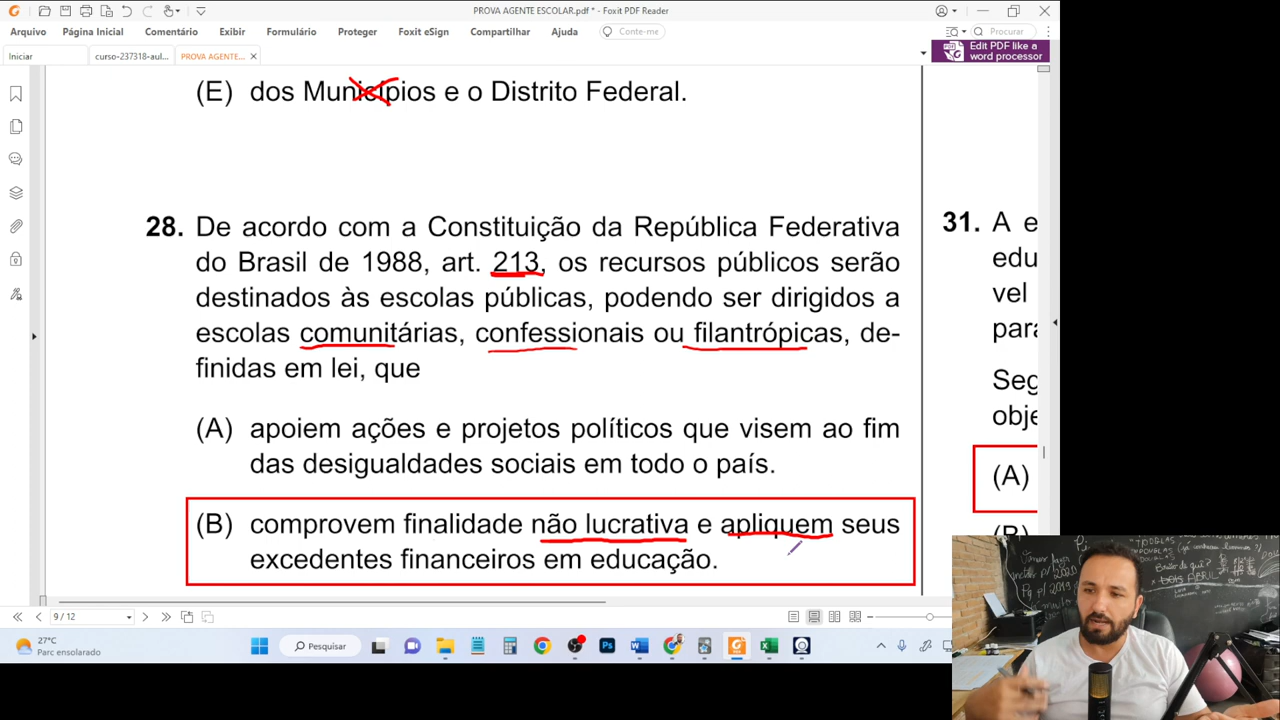 PROVA AGENTE ESCOLAR.pdf * - Foxit PDF Reader
Arquivo Página Inicial Comentário Exibir Formulário Proteger Foxit eSign Compartilhar Ajuda Conte-me Procurar
Iniciar curso-237318-aul... PROVA AGENTE...
Edit PDF like a
word processor
(E) dos Municípios e o Distrito Federal.
28. De acordo com a Constituição da República Federativa
do Brasil de 1988, art. 213, os recursos públicos serão
destinados às escolas públicas, podendo ser dirigidos a
escolas comunitárias, confessionais ou filantrópicas, de-
finidas em lei, que
(A) apoiem ações e projetos políticos que visem ao fim
das desigualdades sociais em todo o país.
(B) comprovem finalidade não lucrativa e apliquem seus
excedentes financeiros em educação.
31. A e
edu
vel
para
Seg
obje
(A)
(B)
9 / 12
27°C
Parc ensolarado
Pesquisar